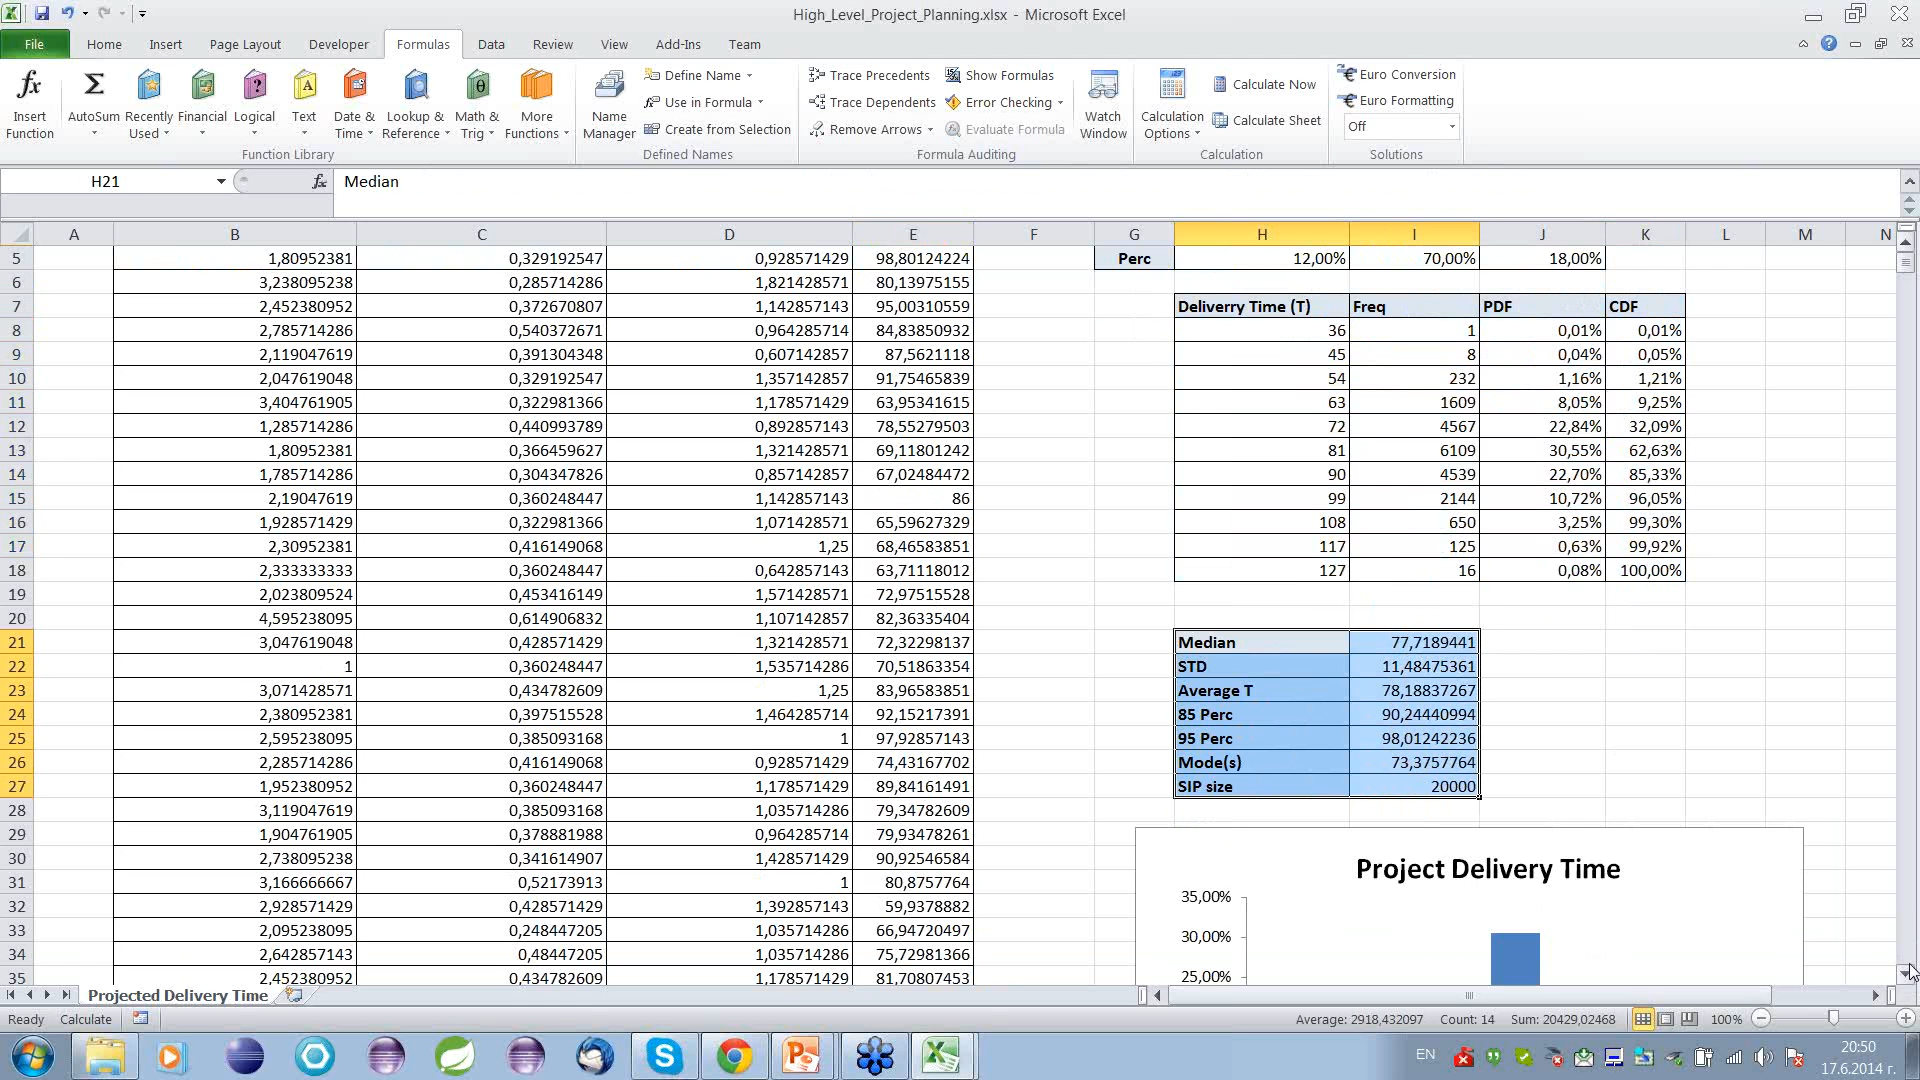 High_Level_Project_Planning.xlsx - Microsoft Excel
File Home Insert Page Layout Developer Formulas Data Review View Add-Ins Team
Insert Function
AutoSum
Recently Used
Financial
Logical
Text
Date & Time
Lookup & Reference
Math & Trig
More Functions
Function Library
Name Manager
Define Name
Use in Formula
Create from Selection
Defined Names
Trace Precedents
Trace Dependents
Remove Arrows
Show Formulas
Error Checking
Evaluate Formula
Formula Auditing
Watch Window
Calculation Options
Calculate Now
Calculate Sheet
Calculation
Euro Conversion
Euro Formatting
Off
Solutions
H21 fx Median
A B C D E F G H I J K L M N
5 1,80952381 0,329192547 0,928571429 98,80124224 Perc 12,00% 70,00% 18,00%
6 3,238095238 0,285714286 1,821428571 80,13975155
7 2,452380952 0,372670807 1,142857143 95,00310559 Deliverry Time (T) Freq PDF CDF
8 2,785714286 0,540372671 0,964285714 84,83850932 36 1 0,01% 0,01%
9 2,119047619 0,391304348 0,607142857 87,5621118 45 8 0,04% 0,05%
10 2,047619048 0,329192547 1,357142857 91,75465839 54 232 1,16% 1,21%
11 3,404761905 0,322981366 1,178571429 63,95341615 63 1609 8,05% 9,25%
12 1,285714286 0,440993789 0,892857143 78,55279503 72 4567 22,84% 32,09%
13 1,80952381 0,366459627 1,321428571 69,11801242 81 6109 30,55% 62,63%
14 1,785714286 0,304347826 0,857142857 67,02484472 90 4539 22,70% 85,33%
15 2,19047619 0,360248447 1,142857143 86 99 2144 10,72% 96,05%
16 1,928571429 0,322981366 1,071428571 65,59627329 108 650 3,25% 99,30%
17 2,30952381 0,416149068 1,25 68,46583851 117 125 0,63% 99,92%
18 2,333333333 0,360248447 0,642857143 63,71118012 127 16 0,08% 100,00%
19 2,023809524 0,453416149 1,571428571 72,97515528
20 4,595238095 0,614906832 1,107142857 82,36335404
21 3,047619048 0,428571429 1,321428571 72,32298137 Median 77,7189441
22 1 0,360248447 1,535714286 70,51863354 STD 11,48475361
23 3,071428571 0,434782609 1,25 83,96583851 Average T 78,18837267
24 2,380952381 0,397515528 1,464285714 92,15217391 85 Perc 90,24440994
25 2,595238095 0,385093168 1 97,92857143 95 Perc 98,01242236
26 2,285714286 0,416149068 0,928571429 74,43167702 Mode(s) 73,3757764
27 1,952380952 0,360248447 1,178571429 89,84161491 SIP size 20000
28 3,119047619 0,385093168 1,035714286 79,34782609
29 1,904761905 0,378881988 0,964285714 79,93478261
30 2,738095238 0,341614907 1,428571429 90,92546584 Project Delivery Time
31 3,166666667 0,52173913 1 80,8757764 35,00%
32 2,928571429 0,428571429 1,392857143 59,9378882
33 2,095238095 0,248447205 1,035714286 66,94720497 30,00%
34 2,642857143 0,48447205 1,035714286 75,72981366
35 2,452380952 0,434782609 1,178571429 81,70807453 25,00%
Projected Delivery Time
Ready Calculate Average: 2918,432097 Count: 14 Sum: 20429,02468 100%
EN 20:50
17.6.2014 г.